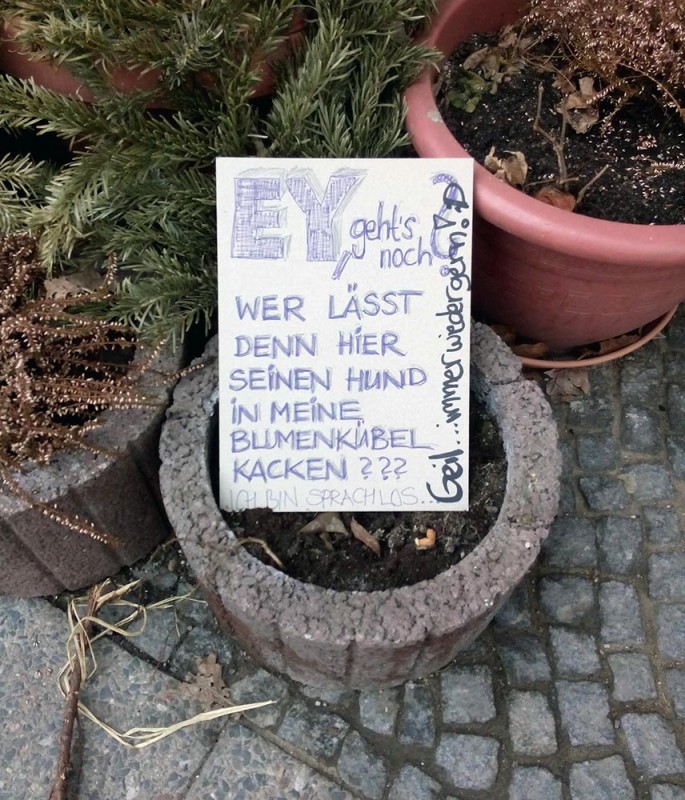 EY,
geht's
noch?
WER LÄSST
DENN HiER
SEiNEN HUND
iN MEiNE
BLUMENKÜBEL
KACKEN ???
ICH BIN SPRACHLOS...
Geil...immer wieder gern! :D